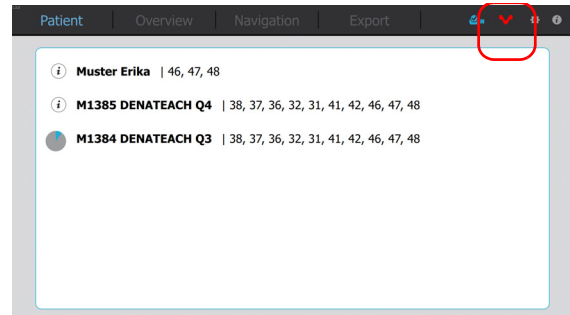 Patient Overview Navigation Export
Muster Erika | 46, 47, 48
M1385 DENATEACH Q4 | 38, 37, 36, 32, 31, 41, 42, 46, 47, 48
M1384 DENATEACH Q3 | 38, 37, 36, 32, 31, 41, 42, 46, 47, 48